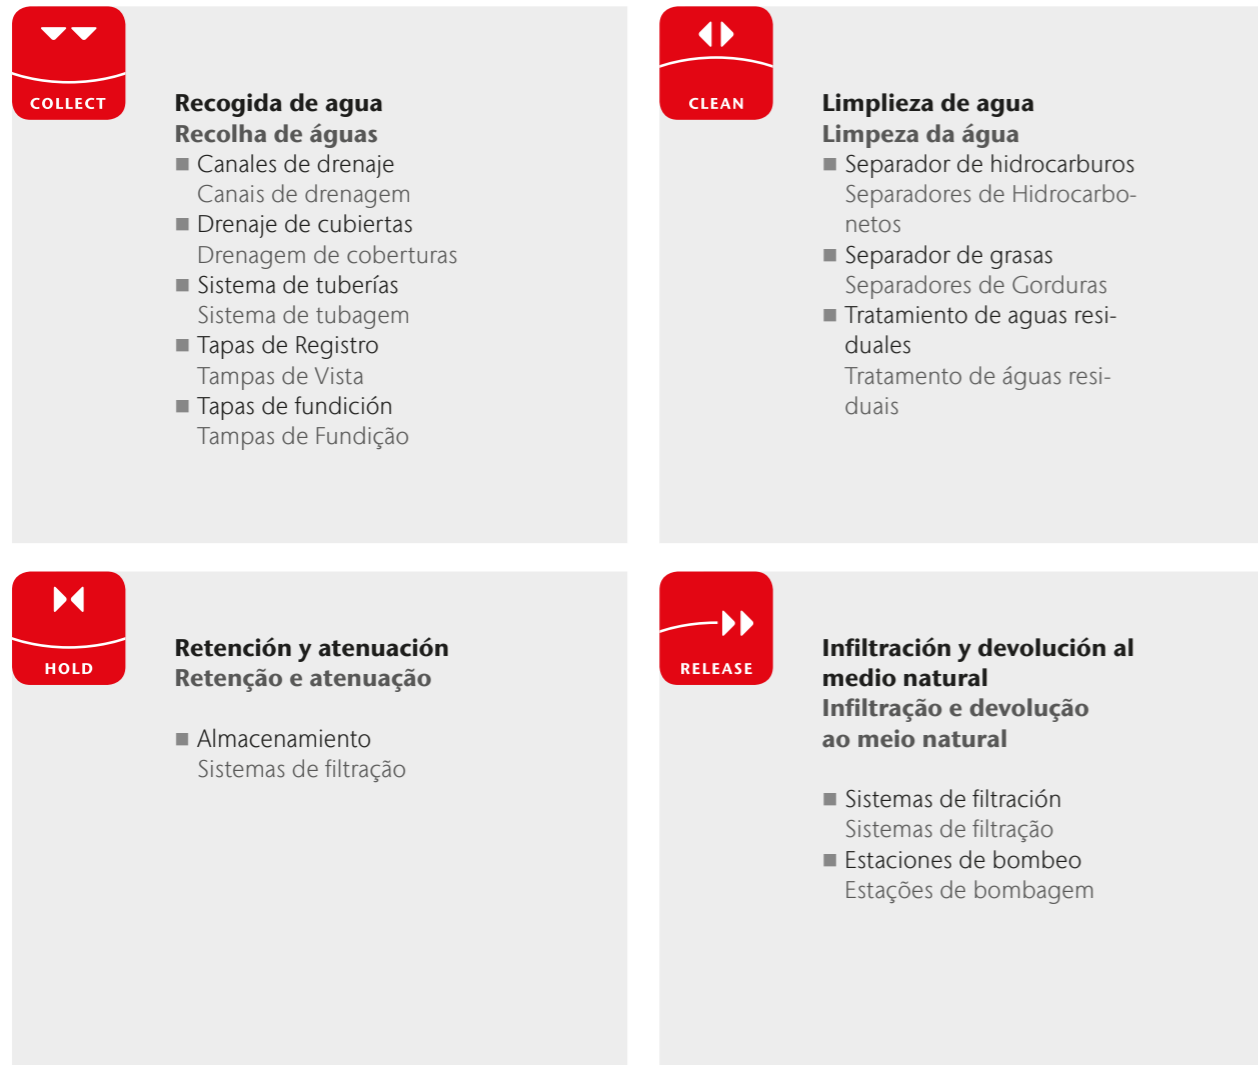 COLLECT
Recogida de agua
Recolha de águas
Canales de drenaje
Canais de drenagem
Drenaje de cubiertas
Drenagem de coberturas
Sistema de tuberías
Sistema de tubagem
Tapas de Registro
Tampas de Vista
Tapas de fundición
Tampas de Fundição
CLEAN
Limplieza de agua
Limpeza da água
Separador de hidrocarburos
Separadores de Hidrocarbo-
netos
Separador de grasas
Separadores de Gorduras
Tratamiento de aguas resi-
duales
Tratamento de águas resi-
duais
HOLD
Retención y atenuación
Retenção e atenuação
Almacenamiento
Sistemas de filtração
RELEASE
Infiltración y devolución al
medio natural
Infiltração e devolução
ao meio natural
Sistemas de filtración
Sistemas de filtração
Estaciones de bombeo
Estações de bombagem